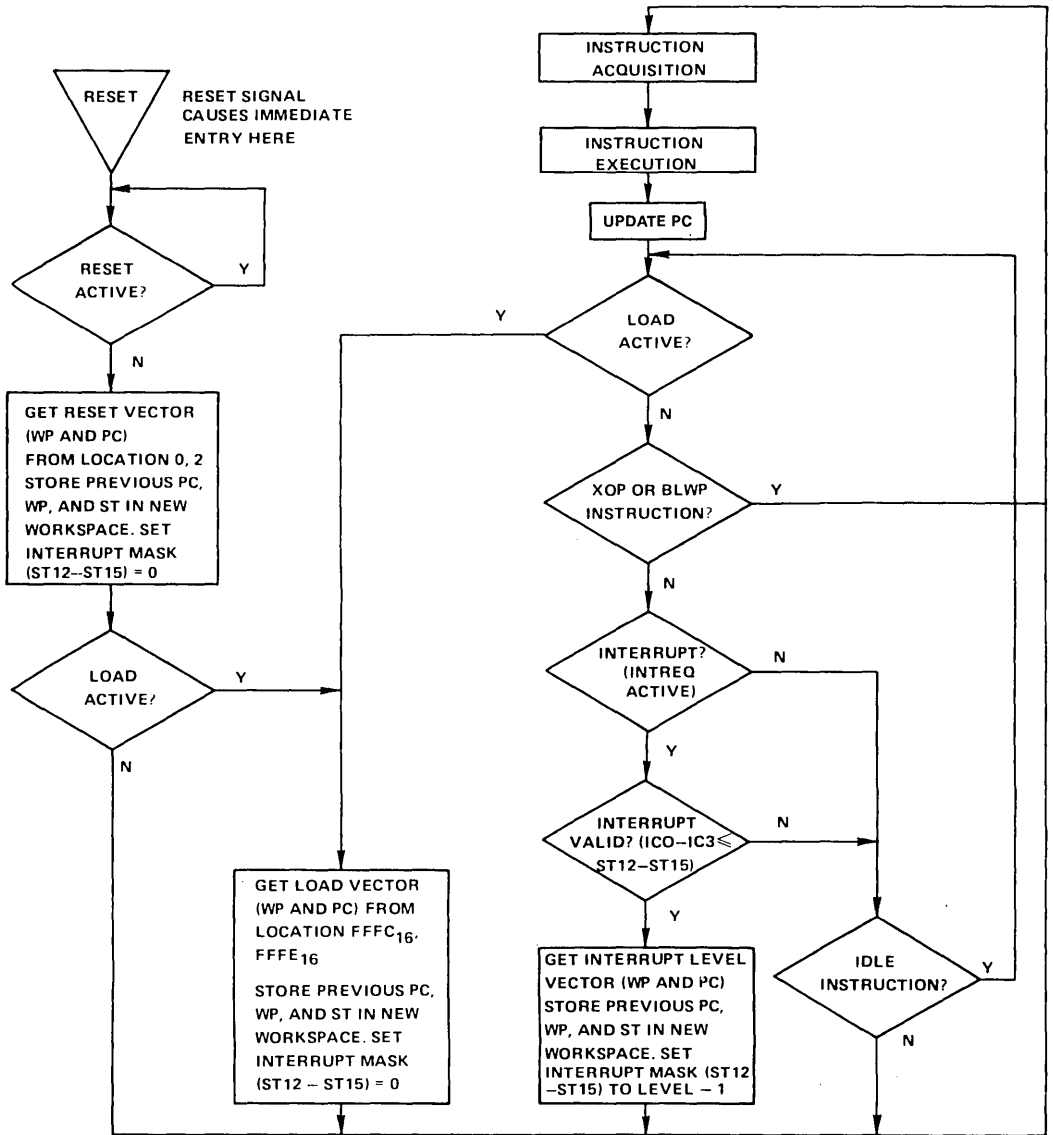 RESET
RESET SIGNAL
CAUSES IMMEDIATE
ENTRY HERE
RESET
ACTIVE?
Y
N
GET RESET VECTOR
(WP AND PC)
FROM LOCATION 0, 2
STORE PREVIOUS PC,
WP, AND ST IN NEW
WORKSPACE. SET
INTERRUPT MASK
(ST12--ST15) = 0
LOAD
ACTIVE?
Y
N
GET LOAD VECTOR
(WP AND PC) FROM
LOCATION FFFC16,
FFFE16
STORE PREVIOUS PC,
WP, AND ST IN NEW
WORKSPACE. SET
INTERRUPT MASK
(ST12 – ST15) = 0
INSTRUCTION
ACQUISITION
INSTRUCTION
EXECUTION
UPDATE PC
LOAD
ACTIVE?
Y
N
XOP OR BLWP
INSTRUCTION?
Y
N
INTERRUPT?
(INTREQ
ACTIVE)
N
Y
INTERRUPT
VALID? (IC0–IC3⩽
ST12–ST15)
N
Y
GET INTERRUPT LEVEL
VECTOR (WP AND PC)
STORE PREVIOUS PC,
WP, AND ST IN NEW
WORKSPACE. SET
INTERRUPT MASK (ST12
–ST15) TO LEVEL – 1
IDLE
INSTRUCTION?
Y
N